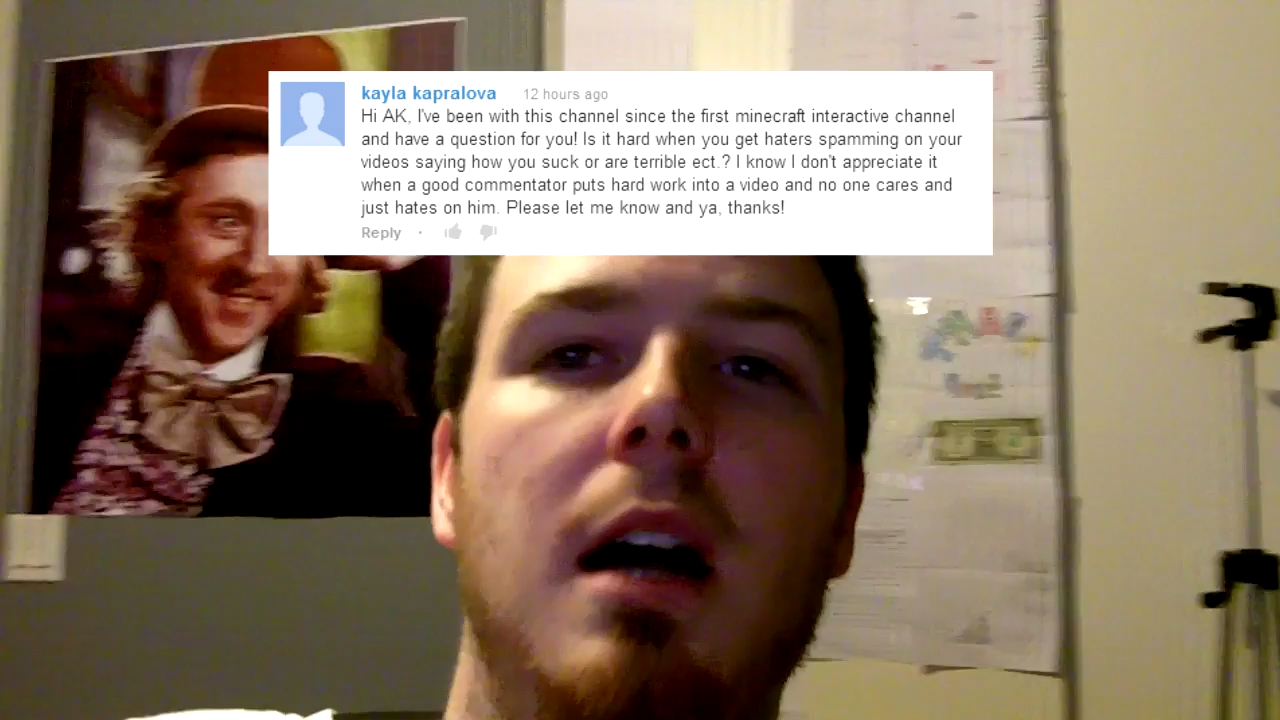 kayla kapralova 12 hours ago
Hi AK, I've been with this channel since the first minecraft interactive channel
and have a question for you! Is it hard when you get haters spamming on your
videos saying how you suck or are terrible ect.? I know I don't appreciate it
when a good commentator puts hard work into a video and no one cares and
just hates on him. Please let me know and ya, thanks!
Reply ·